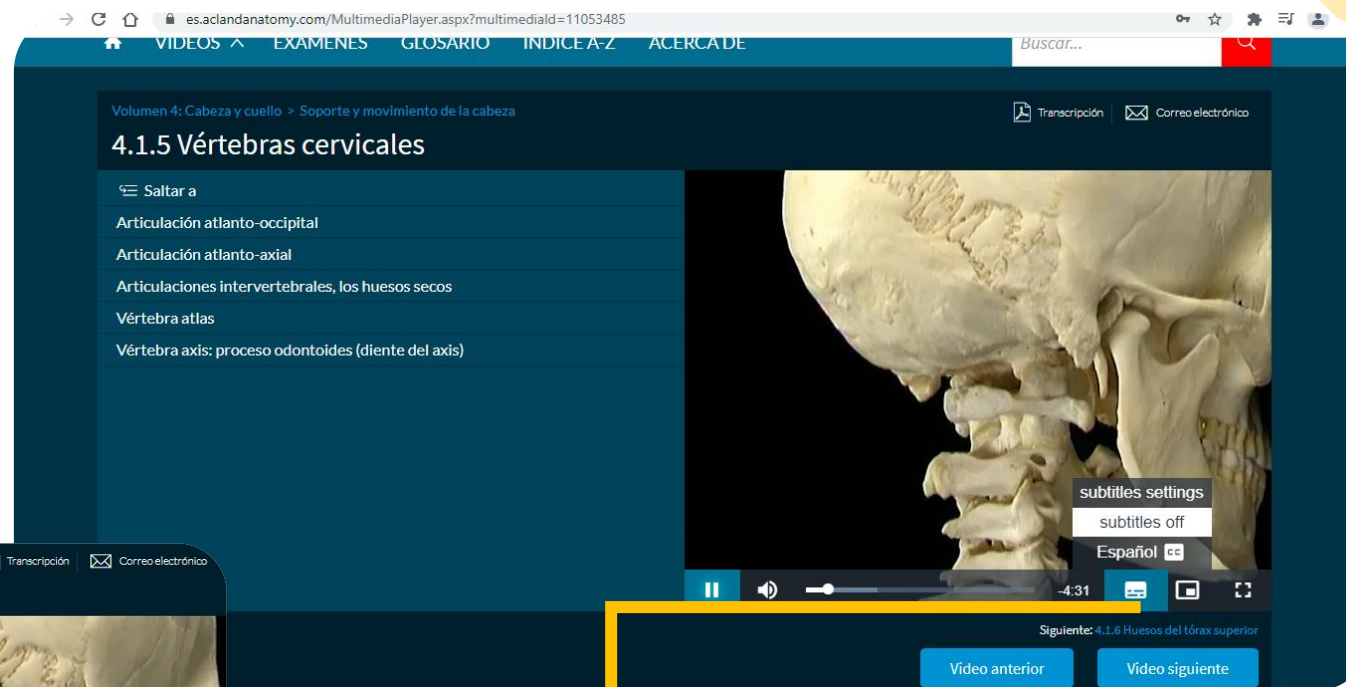 es.aclandanatomy.com/MultimediaPlayer.aspx?multimediaId=11053485
VIDEOS EXÁMENES GLOSARIO ÍNDICE A-Z ACERCA DE Buscar...
Volumen 4: Cabeza y cuello > Soporte y movimiento de la cabeza
Transcripción Correo electrónico
4.1.5 Vértebras cervicales
Saltar a
Articulación atlanto-occipital
Articulación atlanto-axial
Articulaciones intervertebrales, los huesos secos
Vértebra atlas
Vértebra axis: proceso odontoides (diente del axis)
subtitles settings
subtitles off
Español CC
-4:31
Siguiente: 4.1.6 Huesos del tórax superior
Video anterior Video siguiente
Transcripción Correo electrónico